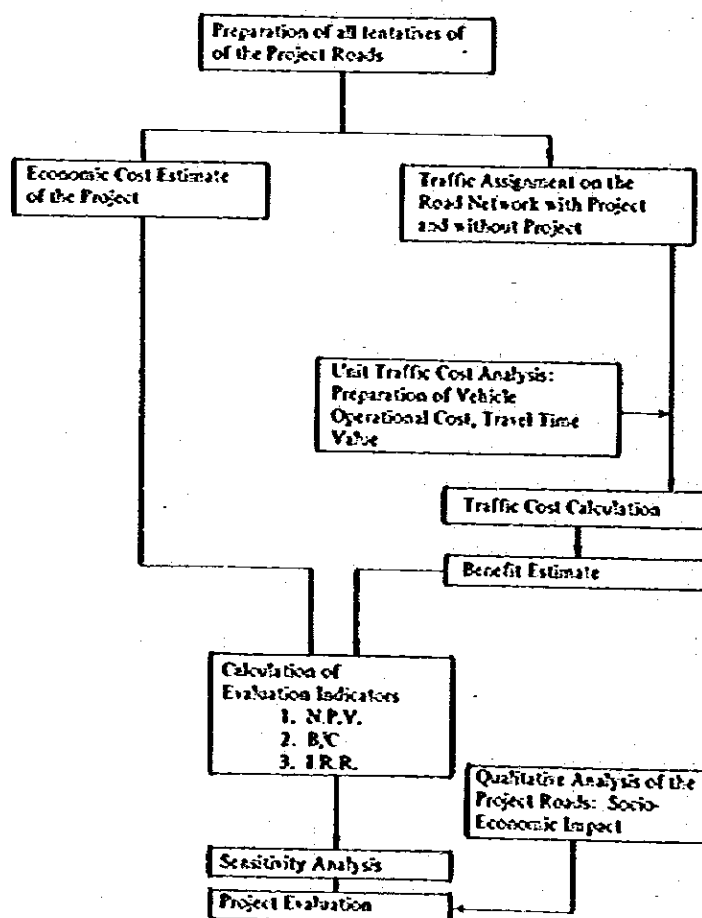 Preparation of all tentatives of
of the Project Roads
Economic Cost Estimate
of the Project
Traffic Assignment on the
Road Network with Project
and without Project
Unit Traffic Cost Analysis:
Preparation of Vehicle
Operational Cost, Travel Time
Value
Traffic Cost Calculation
Benefit Estimate
Calculation of
Evaluation Indicators
1. N.P.V.
2. B/C
3. I.R.R.
Qualitative Analysis of the
Project Roads: Socio-
Economic Impact
Sensitivity Analysis
Project Evaluation